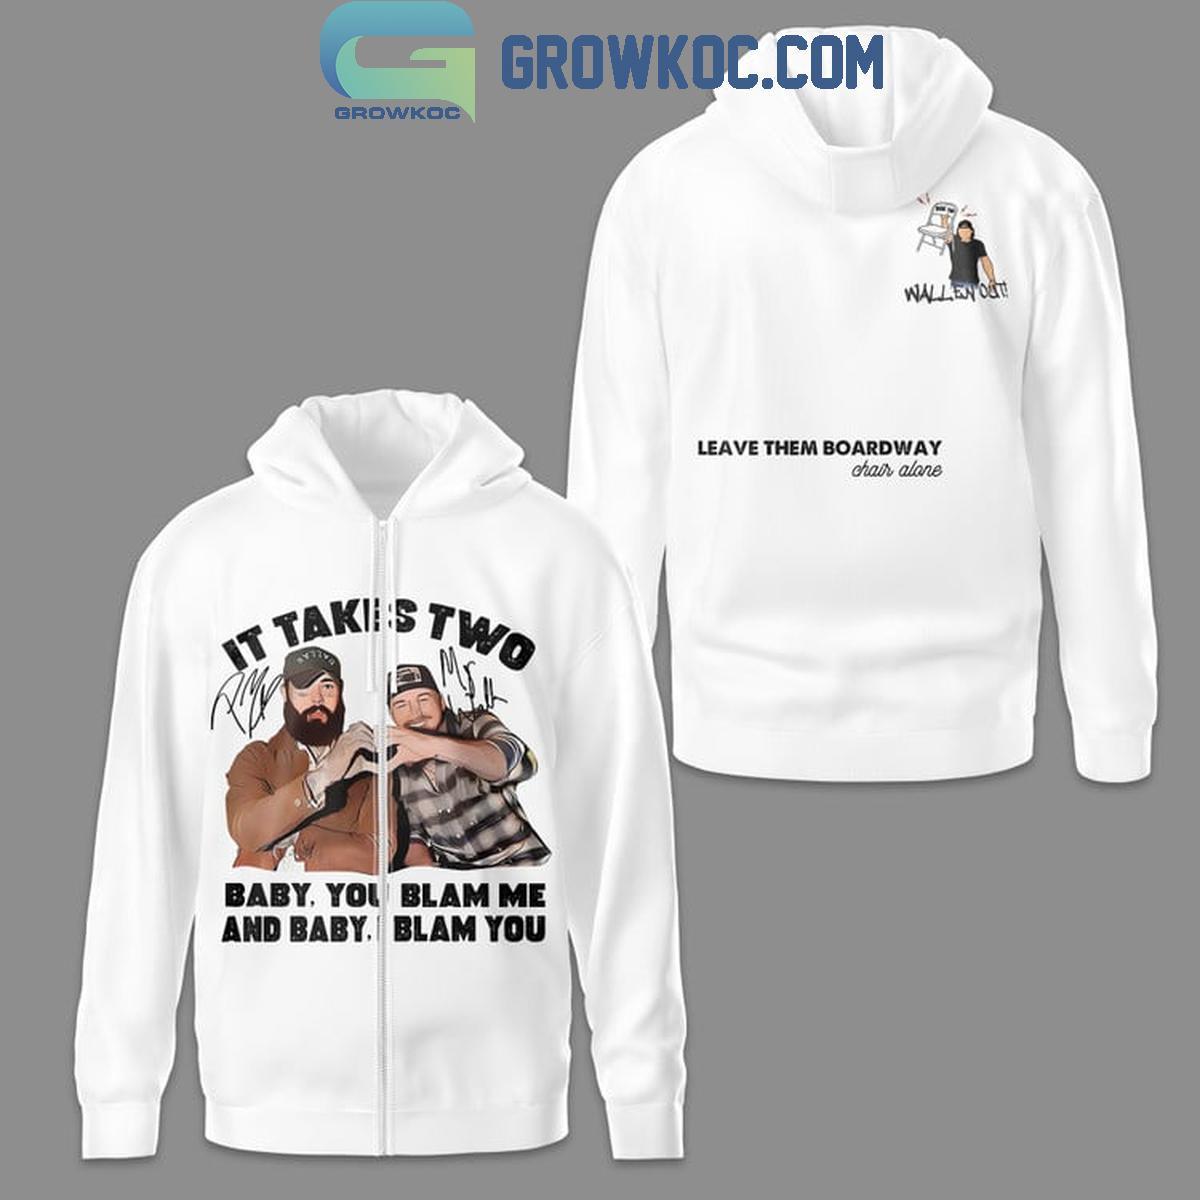 GROWKOC
GROWKOC.COM
WALLEN OUT!
LEAVE THEM BOARDWAY
chair alone
IT TAKES TWO
BABY, YOU BLAM ME
AND BABY, I BLAM YOU